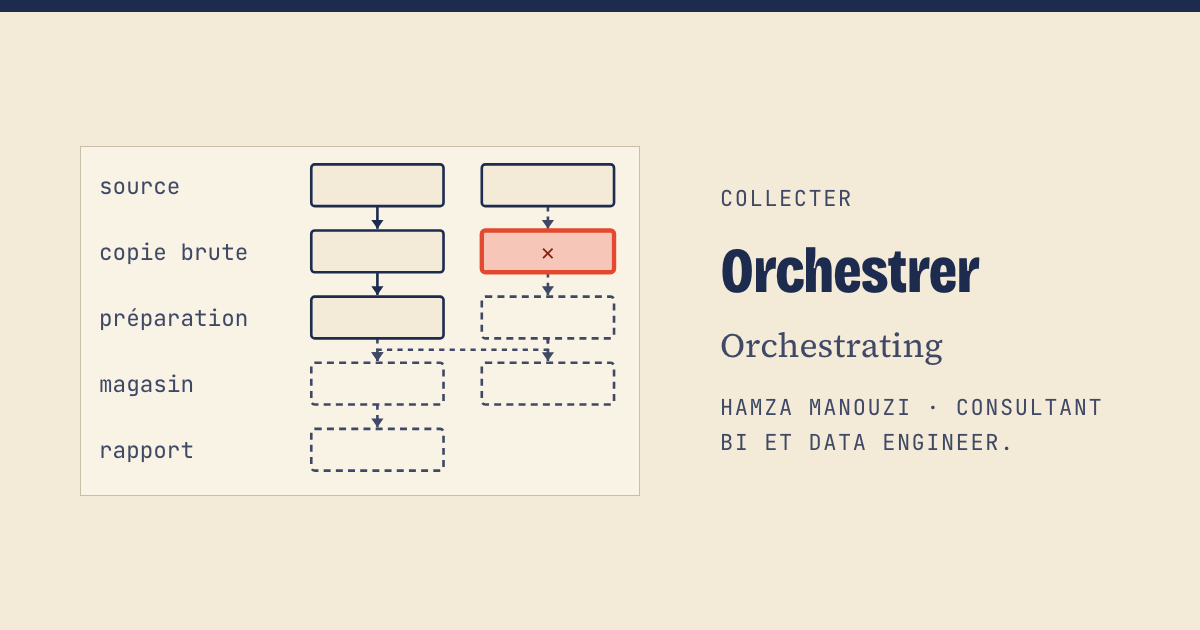 source
copie brute
×
préparation
magasin
rapport
COLLECTER
Orchestrer
Orchestrating
HAMZA MANOUZI · CONSULTANT
BI ET DATA ENGINEER.